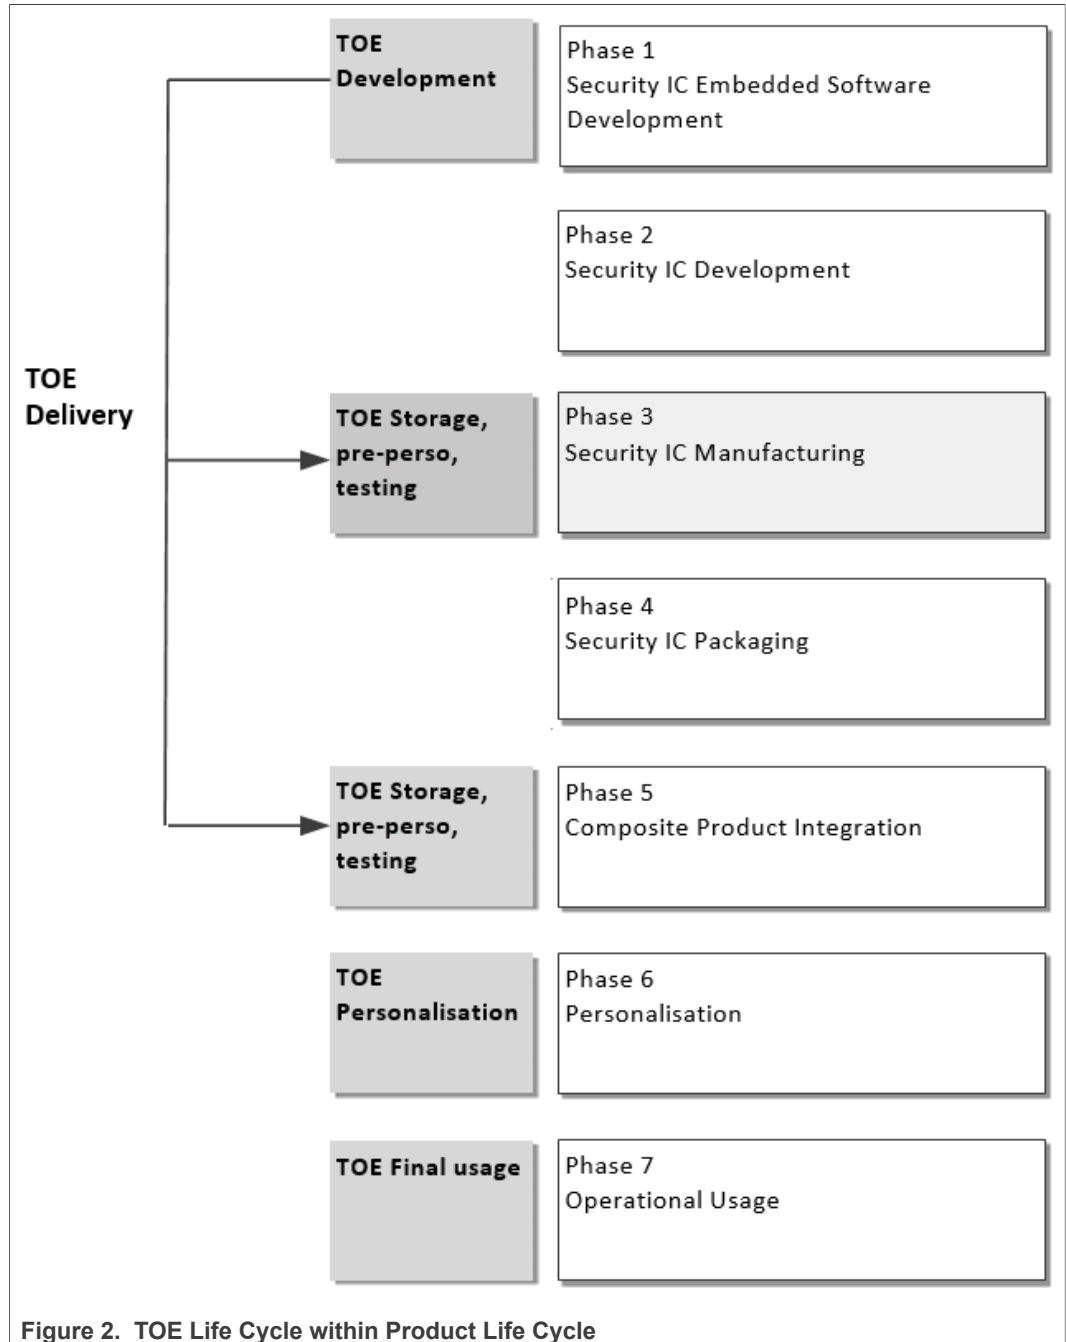 TOE
Development
Phase 1
Security IC Embedded Software
Development
Phase 2
Security IC Development
TOE
Delivery
TOE Storage,
pre-perso,
testing
Phase 3
Security IC Manufacturing
Phase 4
Security IC Packaging
TOE Storage,
pre-perso,
testing
Phase 5
Composite Product Integration
TOE
Personalisation
Phase 6
Personalisation
TOE Final usage
Phase 7
Operational Usage
Figure 2. TOE Life Cycle within Product Life Cycle